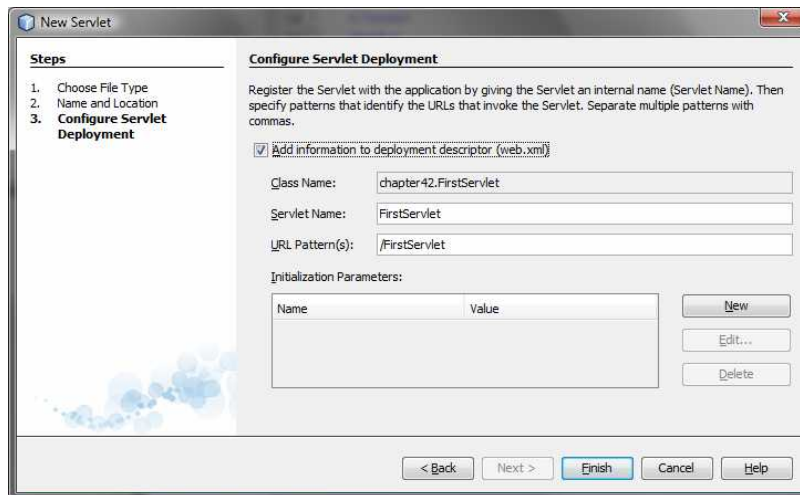 New Servlet
Steps
1. Choose File Type
2. Name and Location
3. Configure Servlet
Deployment
Configure Servlet Deployment
Register the Servlet with the application by giving the Servlet an internal name (Servlet Name). Then
specify patterns that identify the URLs that invoke the Servlet. Separate multiple patterns with
commas.
Add information to deployment descriptor (web.xml)
Class Name: chapter42.FirstServlet
Servlet Name: FirstServlet
URL Pattern(s): /FirstServlet
Initialization Parameters:
Name Value
New
Edit...
Delete
< Back Next > Finish Cancel Help